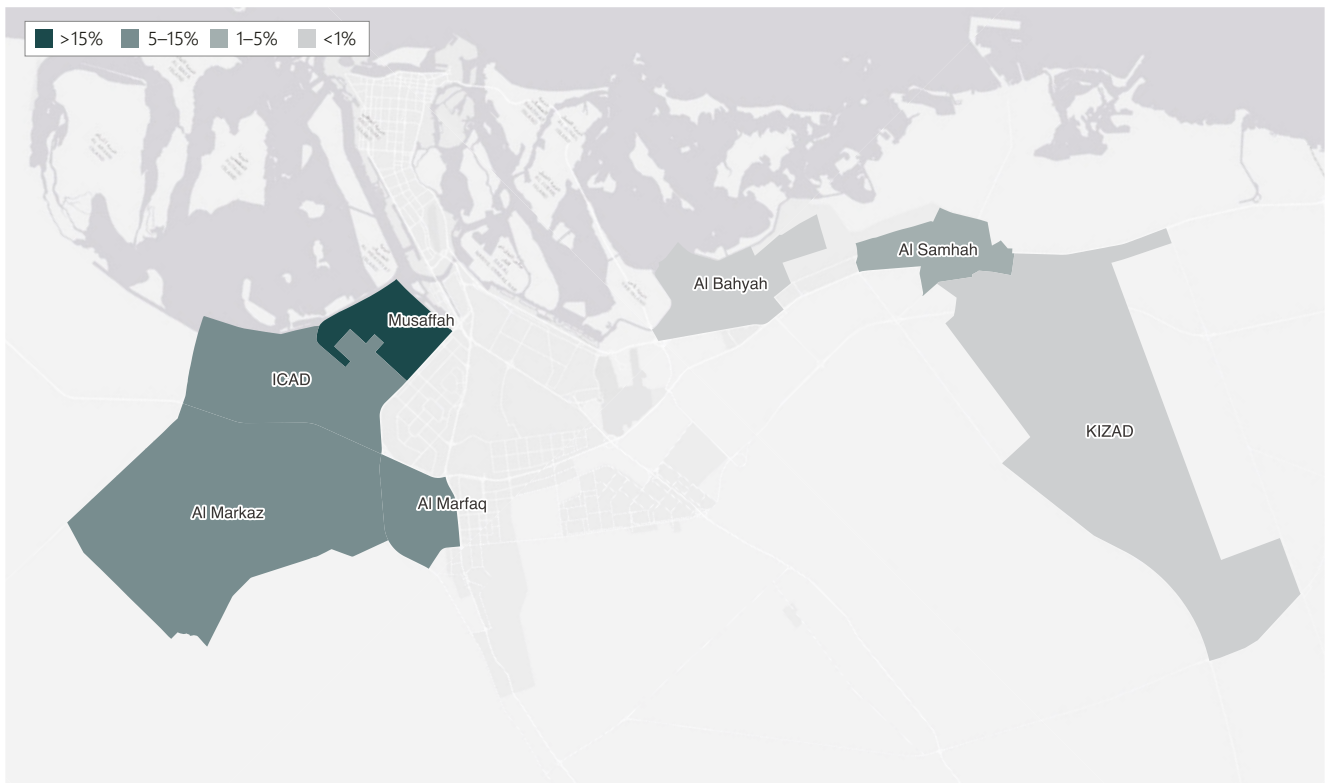 >15% 5–15% 1–5% <1%
Al Samhah
Al Bahyah
Musaffah
ICAD
KIZAD
Al Marfaq
Al Markaz